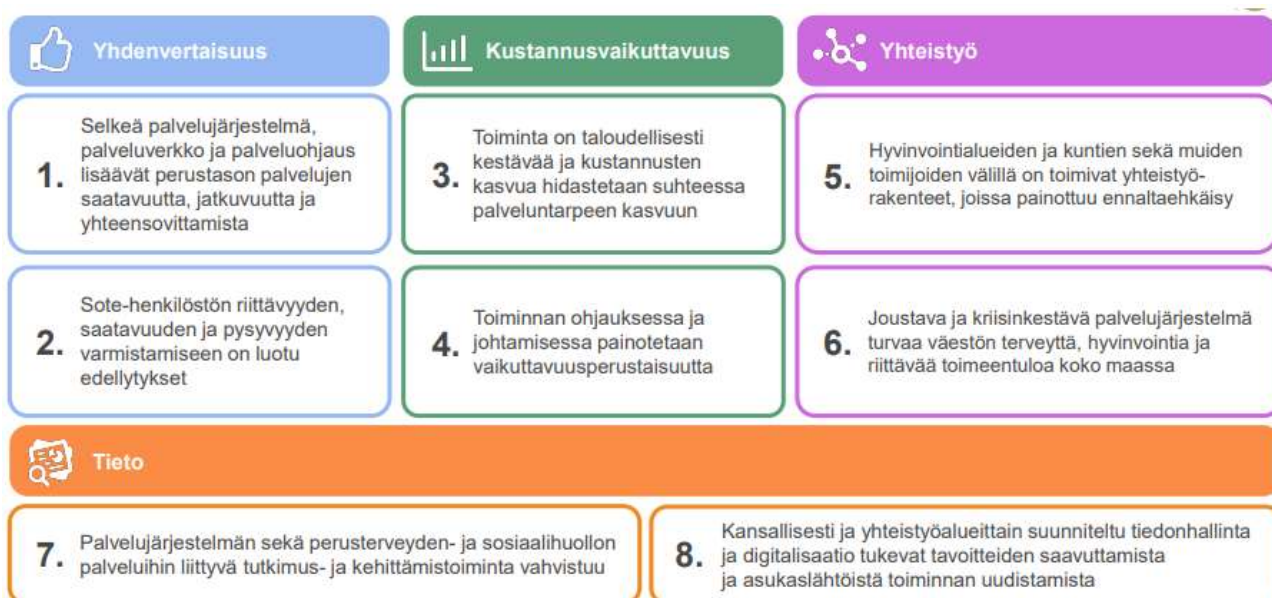 Yhdenvertaisuus
1.
Selkeä palvelujärjestelmä,
palveluverkko ja palveluohjaus
lisäävät perustason palvelujen
saatavuutta, jatkuvuutta ja
yhteensovittamista
2.
Sote-henkilöstön riittävyyden,
saatavuuden ja pysyvyyden
varmistamiseen on luotu
edellytykset
Kustannusvaikuttavuus
3.
Toiminta on taloudellisesti
kestävää ja kustannusten
kasvua hidastetaan suhteessa
palveluntarpeen kasvuun
4.
Toiminnan ohjauksessa ja
johtamisessa painotetaan
vaikuttavuusperustaisuutta
Yhteistyö
5.
Hyvinvointialueiden ja kuntien sekä muiden
toimijoiden välillä on toimivat yhteistyö-
rakenteet, joissa painottuu ennaltaehkäisy
6.
Joustava ja kriisinkestävä palvelujärjestelmä
turvaa väestön terveyttä, hyvinvointia ja
riittävää toimeentuloa koko maassa
Tieto
7.
Palvelujärjestelmän sekä perusterveyden- ja sosiaalihuollon
palveluihin liittyvä tutkimus- ja kehittämistoiminta vahvistuu
8.
Kansallisesti ja yhteistyöalueittain suunniteltu tiedonhallinta
ja digitalisaatio tukevat tavoitteiden saavuttamista
ja asukaslähtöistä toiminnan uudistamista